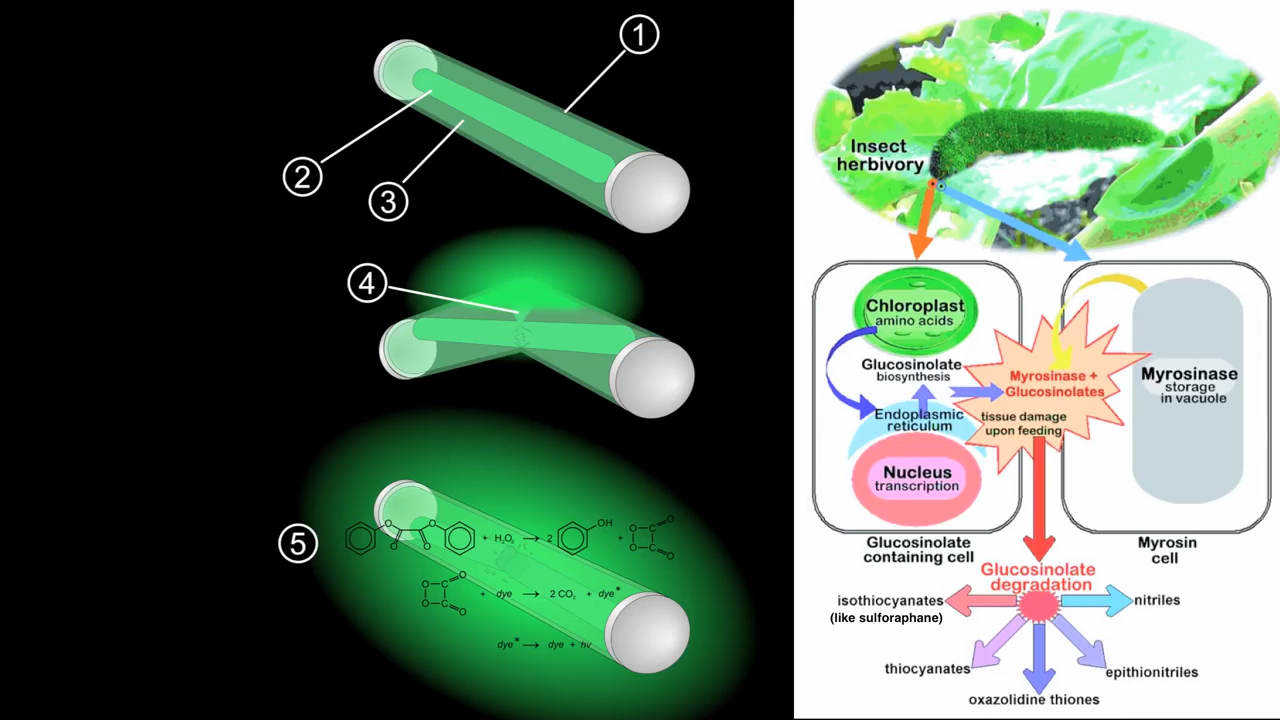 1
2
3
4
5
O O O O + H₂O₂ → 2 OH + O C O O C O
O C O O C O + dye → 2 CO₂ + dye*
dye* → dye + hν
Insect
herbivory
Chloroplast
amino acids
Glucosinolate
biosynthesis
Endoplasmic
reticulum
Nucleus
transcription
Myrosinase +
Glucosinolates
tissue damage
upon feeding
Myrosinase
storage
in vacuole
Glucosinolate
containing cell
Myrosin
cell
Glucosinolate
degradation
isothiocyanates
(like sulforaphane)
nitriles
thiocyanates
epithionitriles
oxazolidine thiones